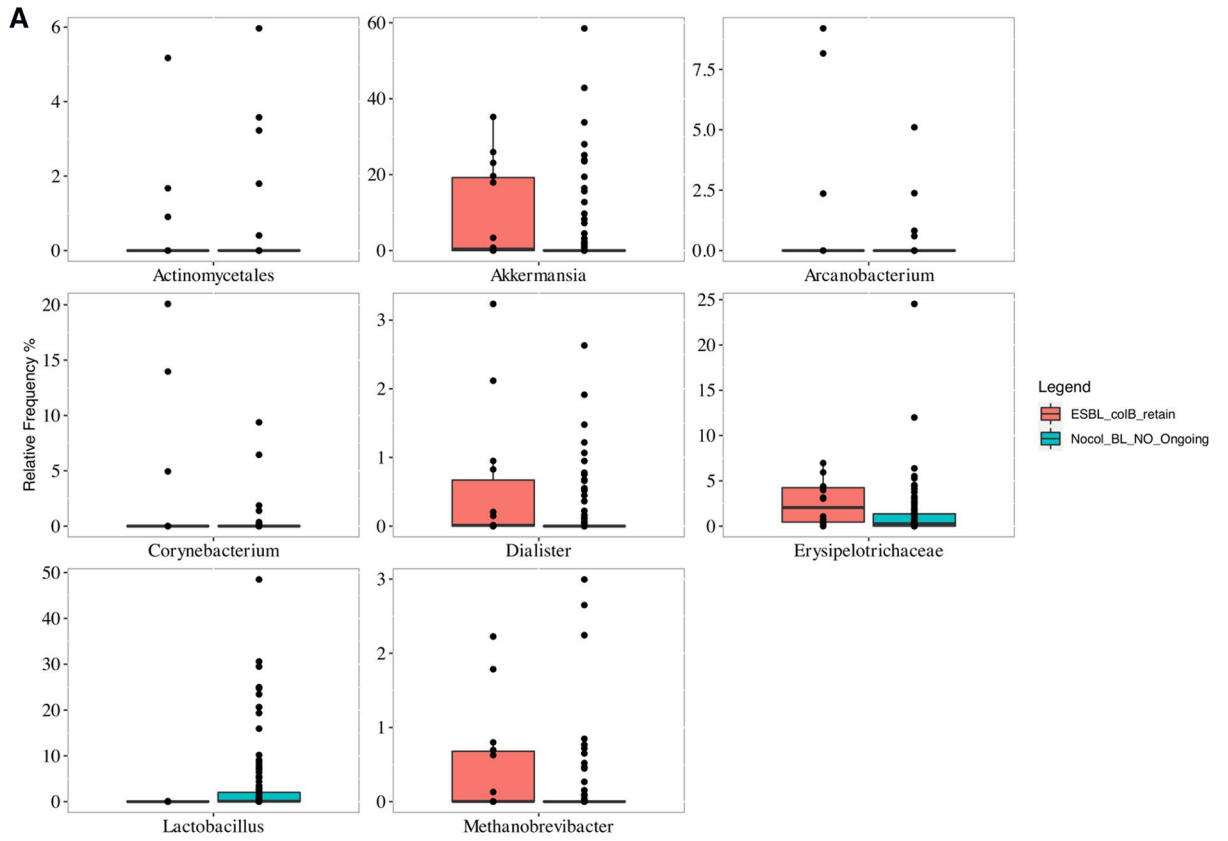 A
6
4
2
0
Actinomycetales
60
40
20
0
Akkermansia
7.5
5.0
2.5
0.0
Arcanobacterium
Relative Frequency %
20
15
10
5
0
Corynebacterium
3
2
1
0
Dialister
25
20
15
10
5
0
Erysipelotrichaceae
Legend
ESBL_colB_retain
Nocol_BL_NO_Ongoing
50
40
30
20
10
0
Lactobacillus
3
2
1
0
Methanobrevibacter